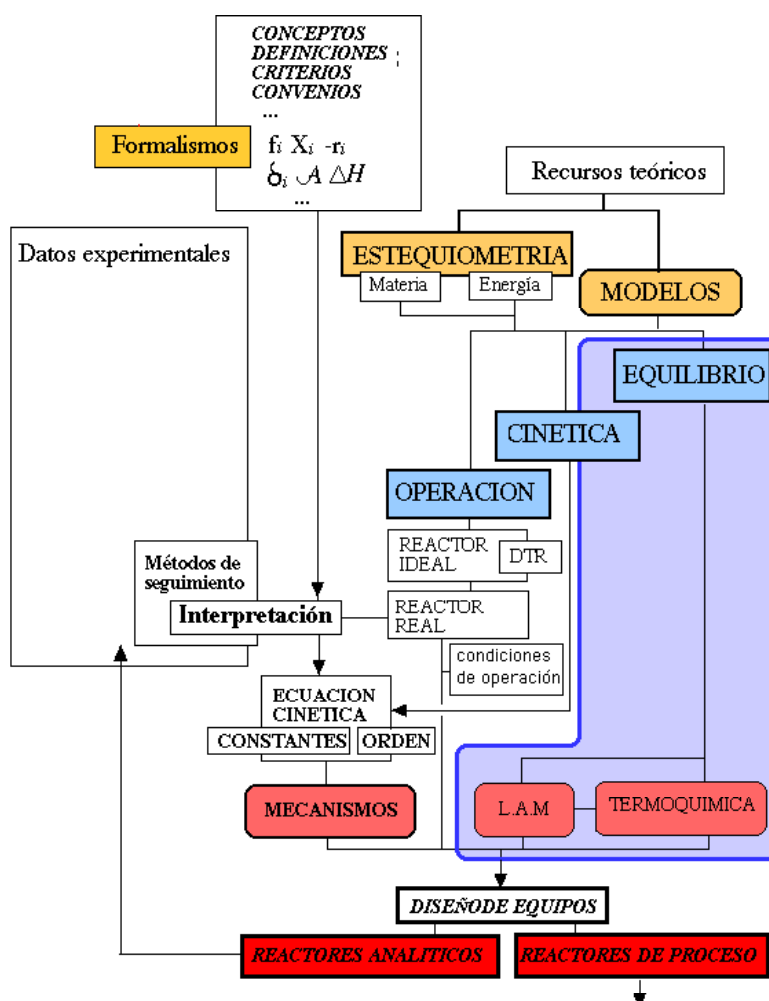 CONCEPTOS
DEFINICIONES
CRITERIOS
CONVENIOS
...
Formalismos
fi Xi -ri
δi A ΔH
...
Recursos teóricos
Datos experimentales
ESTEQUIOMETRIA
Materia
Energía
MODELOS
EQUILIBRIO
CINETICA
OPERACION
REACTOR
IDEAL
DTR
Métodos de
seguimiento
Interpretación
REACTOR
REAL
condiciones
de operación
ECUACION
CINETICA
CONSTANTES
ORDEN
MECANISMOS
L.A.M
TERMOQUIMICA
DISEÑODE EQUIPOS
REACTORES ANALITICOS
REACTORES DE PROCESO